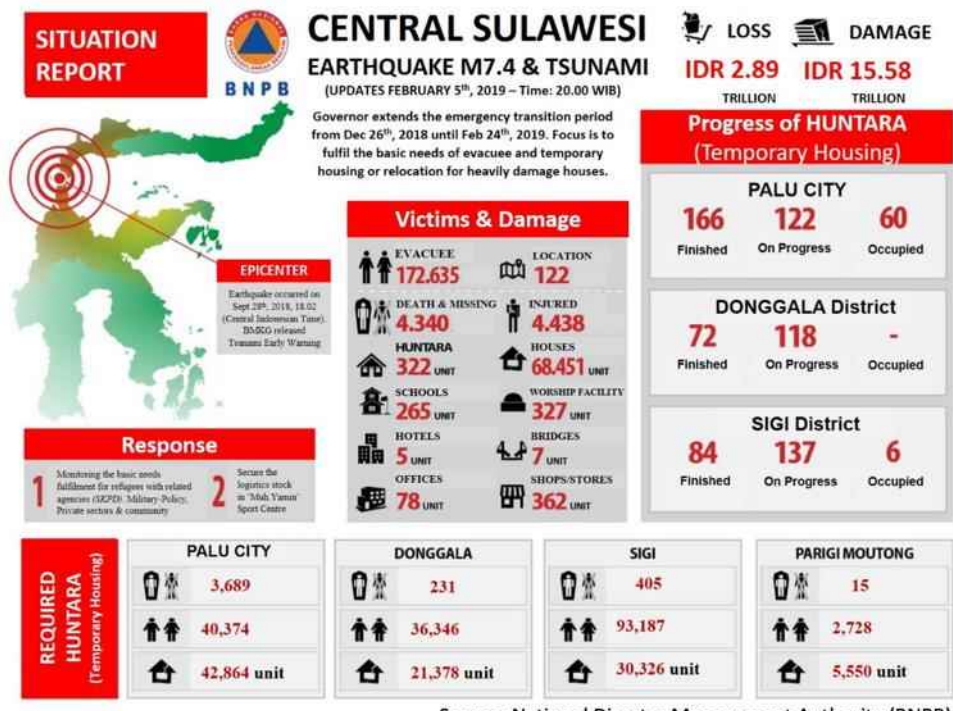 SITUATION
REPORT
BNPB
CENTRAL SULAWESI
EARTHQUAKE M7.4 & TSUNAMI
(UPDATES FEBRUARY 5th, 2019 – Time: 20.00 WIB)
Governor extends the emergency transition period
from Dec 26th, 2018 until Feb 24th, 2019. Focus is to
fulfil the basic needs of evacuee and temporary
housing or relocation for heavily damage houses.
LOSS
IDR 2.89
TRILLION
DAMAGE
IDR 15.58
TRILLION
EPICENTER
Earthquake occurred on
Sept 28th, 2018, 18.02
(Central Indonesian Time).
BMKG released
Tsunami Early Warning
Victims & Damage
EVACUEE
172.635
LOCATION
122
DEATH & MISSING
4.340
INJURED
4.438
HUNTARA
322 UNIT
HOUSES
68.451 UNIT
SCHOOLS
265 UNIT
WORSHIP FACILITY
327 UNIT
HOTELS
5 UNIT
BRIDGES
7 UNIT
OFFICES
78 UNIT
SHOPS/STORES
362 UNIT
Progress of HUNTARA
(Temporary Housing)
PALU CITY
166 122 60
Finished On Progress Occupied
DONGGALA District
72 118 -
Finished On Progress Occupied
SIGI District
84 137 6
Finished On Progress Occupied
Response
1
Monitoring the basic needs
fulfilment for refugees with related
agencies (SKPD). Military-Policy,
Private sectors & community
2
Secure the
logistics stock
in "Muh Yamin"
Sport Centre
REQUIRED
HUNTARA
(Temporary Housing)
PALU CITY
3,689
40,374
42,864 unit
DONGGALA
231
36,346
21,378 unit
SIGI
405
93,187
30,326 unit
PARIGI MOUTONG
15
2,728
5,550 unit
National Disaster Management Authority (BNPB)